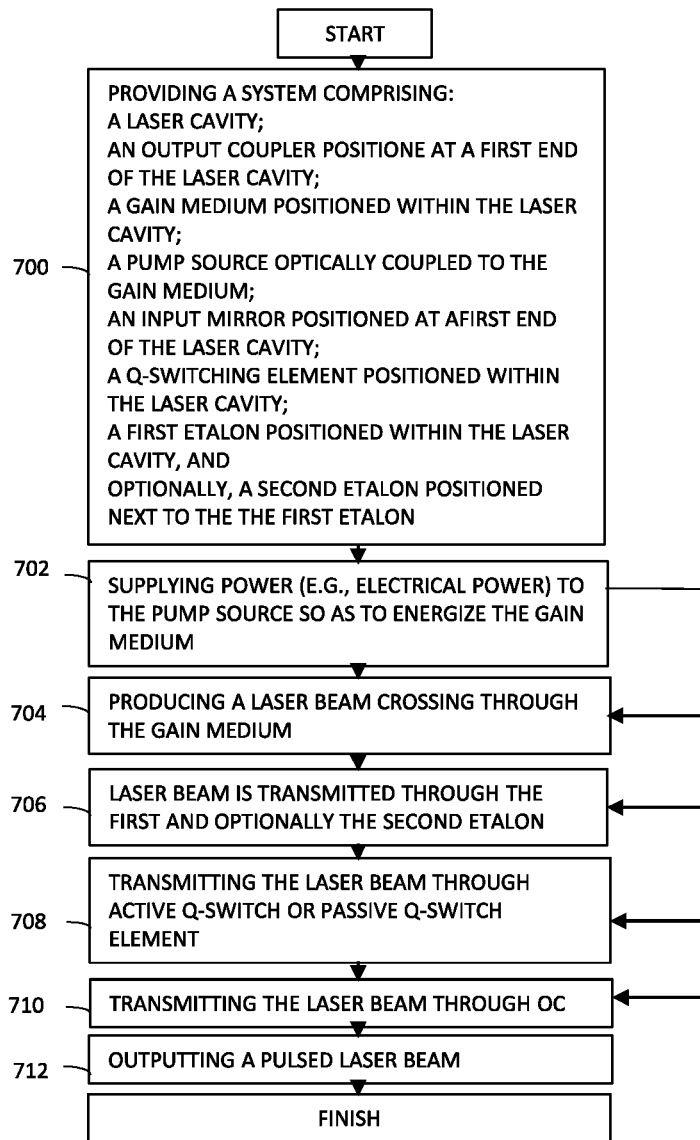 START
PROVIDING A SYSTEM COMPRISING:
A LASER CAVITY;
AN OUTPUT COUPLER POSITIONE AT A FIRST END
OF THE LASER CAVITY;
A GAIN MEDIUM POSITIONED WITHIN THE LASER
CAVITY;
700
A PUMP SOURCE OPTICALLY COUPLED TO THE
GAIN MEDIUM;
AN INPUT MIRROR POSITIONED AT AFIRST END
OF THE LASER CAVITY;
A Q-SWITCHING ELEMENT POSITIONED WITHIN
THE LASER CAVITY;
A FIRST ETALON POSITIONED WITHIN THE LASER
CAVITY, AND
OPTIONALLY, A SECOND ETALON POSITIONED
NEXT TO THE THE FIRST ETALON
702
SUPPLYING POWER (E.G., ELECTRICAL POWER) TO
THE PUMP SOURCE SO AS TO ENERGIZE THE GAIN
MEDIUM
704
PRODUCING A LASER BEAM CROSSING THROUGH
THE GAIN MEDIUM
706
LASER BEAM IS TRANSMITTED THROUGH THE
FIRST AND OPTIONALLY THE SECOND ETALON
708
TRANSMITTING THE LASER BEAM THROUGH
ACTIVE Q-SWITCH OR PASSIVE Q-SWITCH
ELEMENT
710
TRANSMITTING THE LASER BEAM THROUGH OC
712
OUTPUTTING A PULSED LASER BEAM
FINISH